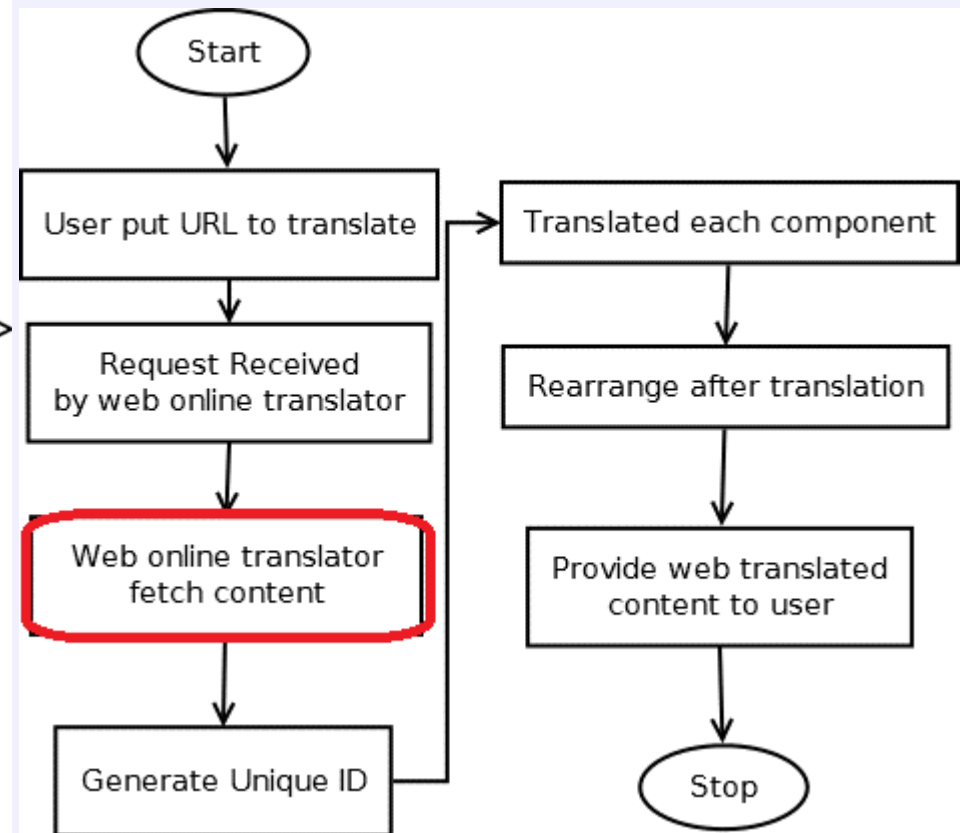 Start
User put URL to translate
Request Received
by web online translator
Web online translator
fetch content
Generate Unique ID
Translated each component
Rearrange after translation
Provide web translated
content to user
Stop